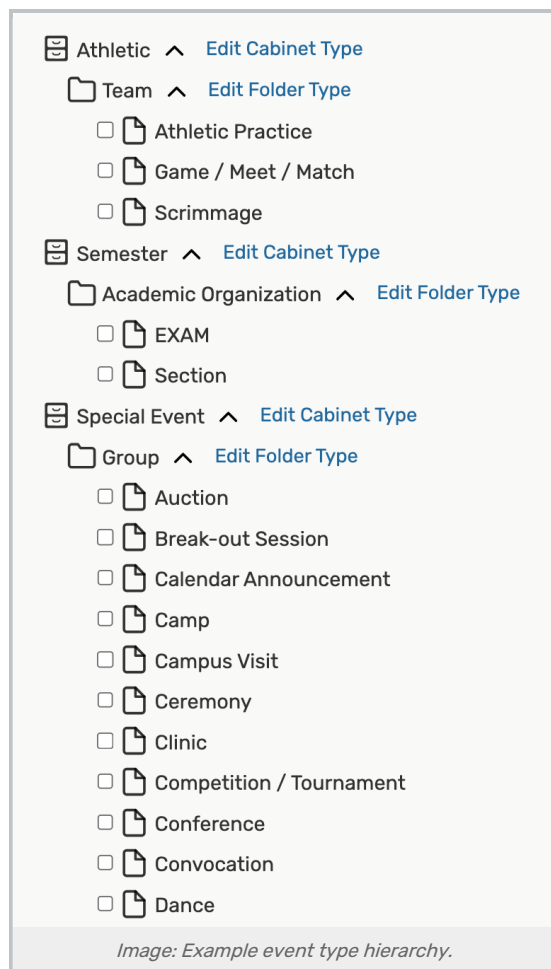 Athletic Edit Cabinet Type
Team Edit Folder Type
Athletic Practice
Game / Meet / Match
Scrimmage
Semester Edit Cabinet Type
Academic Organization Edit Folder Type
EXAM
Section
Special Event Edit Cabinet Type
Group Edit Folder Type
Auction
Break-out Session
Calendar Announcement
Camp
Campus Visit
Ceremony
Clinic
Competition / Tournament
Conference
Convocation
Dance
Image: Example event type hierarchy.